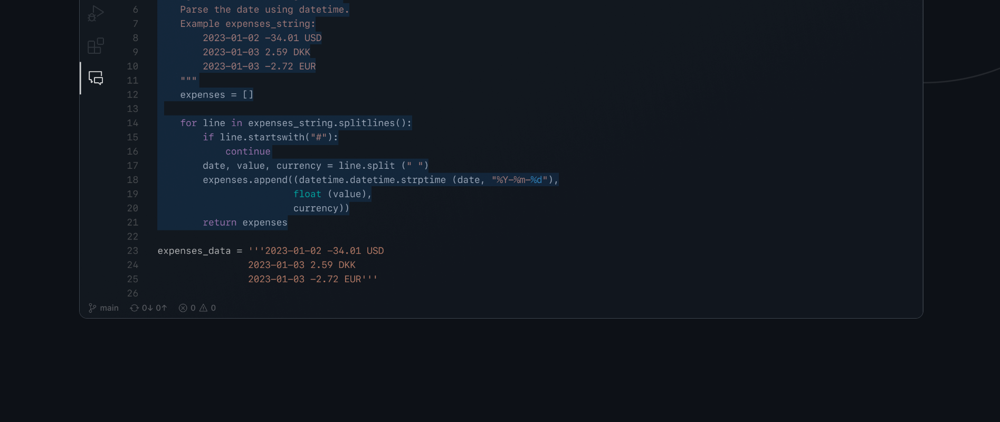 6 Parse the date using datetime.
7 Example expenses_string:
8 2023-01-02 -34.01 USD
9 2023-01-03 2.59 DKK
10 2023-01-03 -2.72 EUR
11 """
12 expenses = []
13
14 for line in expenses_string.splitlines():
15 if line.startswith("#"):
16 continue
17 date, value, currency = line.split (" ")
18 expenses.append((datetime.datetime.strptime (date, "%Y-%m-%d"),
19 float (value),
20 currency))
21 return expenses
22
23 expenses_data = '''2023-01-02 -34.01 USD
24 2023-01-03 2.59 DKK
25 2023-01-03 -2.72 EUR'''
26
main 0↓ 0↑ 0 0